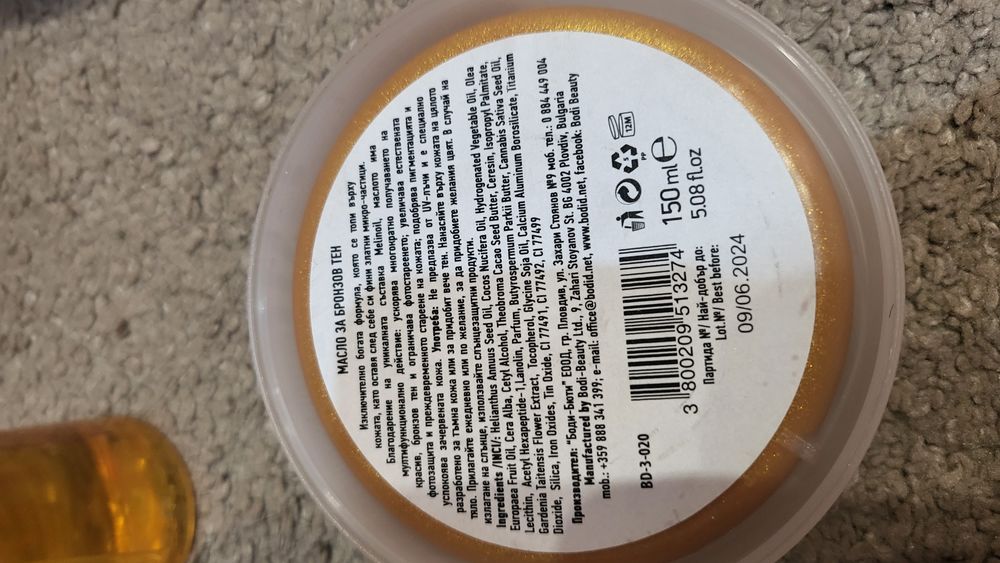 МАСЛО ЗА БРОНЗОВ ТЕН
Изключително богата формула, която се топи върху
кожата, като оставя след себе си фини златни микро-частици.
Благодарение на уникалната съставка Melinoil, маслото има
мултифункционално действие: ускорява многократно получаването на
красив, бронзов тен и ограничава фотостареенето; увеличава естествената
фотозащита и преждевременното стареене на кожата; подобрява пигментацията и
успокоява зачервената кожа. Употреба: Не предпазва от UV-лъчи и е специално
разработено за тъмна кожа или за придобит вече тен. Нанасяйте върху кожата на цялото
тяло. Прилагайте ежедневно или по желание, за да придобиете желания цвят. В случай на
излагане на слънце, използвайте слънцезащитни продукти.
Ingredients /INCI/: Helianthus Annuus Seed Oil, Cocos Nucifera Oil, Hydrogenated Vegetable Oil, Olea
Europaea Fruit Oil, Cera Alba, Cetyl Alcohol, Theobroma Cacao Seed Butter, Ceresin, Isopropyl Palmitate,
Lecithin, Acetyl Hexapeptide-1,Lanolin, Parfum, Butyrospermum Parkii Butter, Cannabis Sativa Seed Oil,
Gardenia Taitensis Flower Extract, Tocopherol, Glycine Soja Oil, Calcium Aluminum Borosilicate, Titanium
Dioxide, Silica, Iron Oxides, Tin Oxide, CI 77491, CI 77492, CI 77499
Производител: "Боди-Бюти" ЕООД, гр. Пловдив, ул. Захари Стоянов №9 моб. тел.: 0 884 449 004
Manufactured by Bodi-Beauty Ltd., 9, Zahari Stoyanov St. BG 4002 Plovdiv, Bulgaria
mob.: +359 888 341 399; e-mail: office@bodid.net, www.bodid.net, facebook: Bodi Beauty
BD-3-020
3 800209 513274
PP
12M
150 ml e
5.08 fl.oz
Партида №/ Най-добър до:
Lot.№/ Best before:
09/06.2024